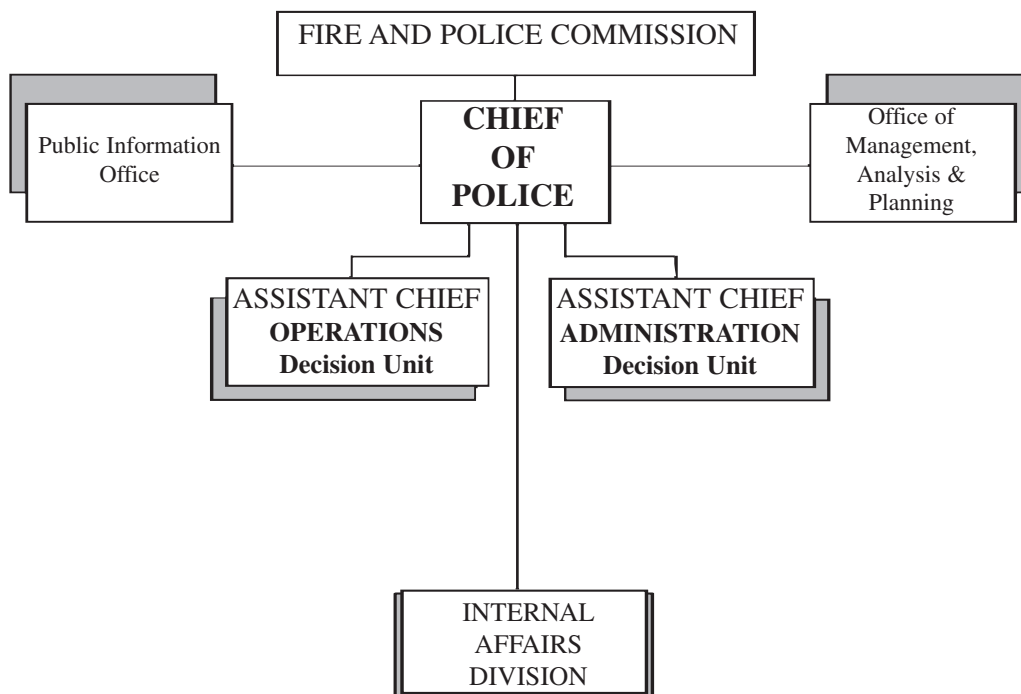 FIRE AND POLICE COMMISSION
Public Information
Office
CHIEF
OF
POLICE
Office of
Management,
Analysis &
Planning
ASSISTANT CHIEF
OPERATIONS
Decision Unit
ASSISTANT CHIEF
ADMINISTRATION
Decision Unit
INTERNAL
AFFAIRS
DIVISION